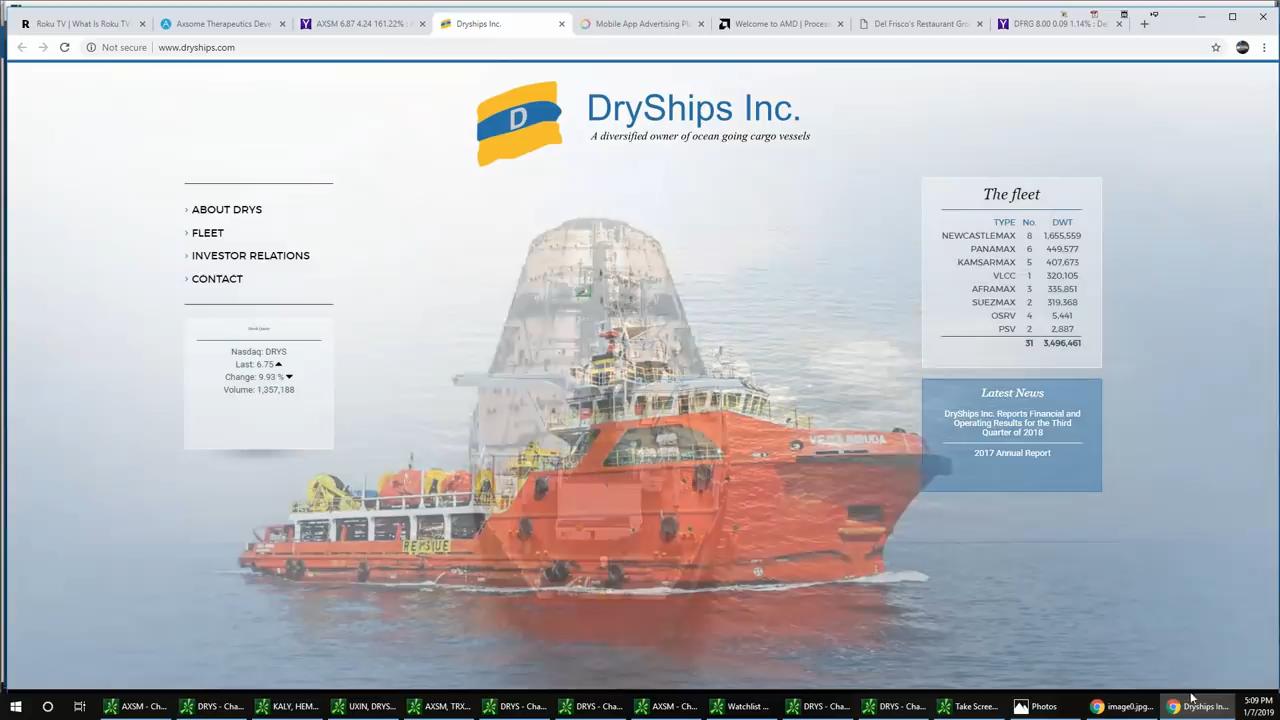 Roku TV | What Is Roku TV
Axsome Therapeutics Deve
AXSM 6.87 4.24 161.22% :
Dryships Inc.
Mobile App Advertising Pl
Welcome to AMD | Proces
Del Frisco's Restaurant Gro
DFRG 8.00 0.09 1.14% : De
Not secure | www.dryships.com
D
DryShips Inc.
A diversified owner of ocean going cargo vessels
ABOUT DRYS
FLEET
INVESTOR RELATIONS
CONTACT
Stock Quote
Nasdaq: DRYS
Last: 6.75
Change: 9.93 %
Volume: 1,357,188
The fleet
TYPE No. DWT
NEWCASTLEMAX 8 1,655,559
PANAMAX 6 449,577
KAMSARMAX 5 407,673
VLCC 1 320,105
AFRAMAX 3 335,851
SUEZMAX 2 319,368
OSRV 4 5,441
PSV 2 2,887
31 3,496,461
Latest News
DryShips Inc. Reports Financial and
Operating Results for the Third
Quarter of 2018
2017 Annual Report
AXSM - Cha...
DRYS - Cha...
KALY, HEM...
UXIN, DRYS...
AXSM, TRX...
DRYS - Cha...
DRYS - Cha...
AXSM - Cha...
Watchlist ...
DRYS - Cha...
DRYS - Cha...
Take Screen...
Photos
image0.jpg...
Dryships In...
5:09 PM
1/7/2019